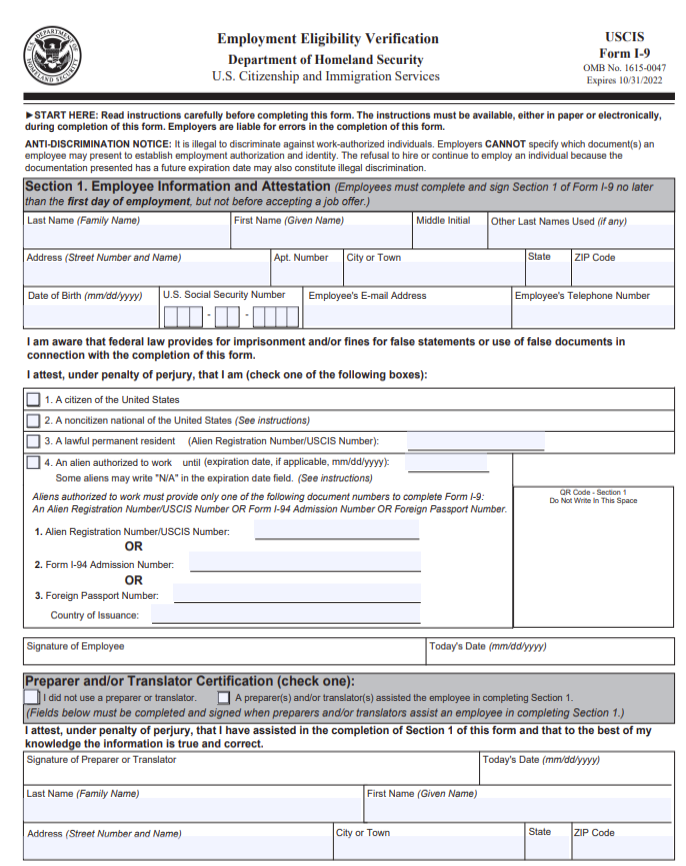 U.S. DEPARTMENT OF HOMELAND SECURITY
Employment Eligibility Verification
Department of Homeland Security
U.S. Citizenship and Immigration Services
USCIS
Form I-9
OMB No. 1615-0047
Expires 10/31/2022
►START HERE: Read instructions carefully before completing this form. The instructions must be available, either in paper or electronically,
during completion of this form. Employers are liable for errors in the completion of this form.
ANTI-DISCRIMINATION NOTICE: It is illegal to discriminate against work-authorized individuals. Employers CANNOT specify which document(s) an
employee may present to establish employment authorization and identity. The refusal to hire or continue to employ an individual because the
documentation presented has a future expiration date may also constitute illegal discrimination.
Section 1. Employee Information and Attestation (Employees must complete and sign Section 1 of Form I-9 no later
than the first day of employment, but not before accepting a job offer.)
Last Name (Family Name) First Name (Given Name) Middle Initial Other Last Names Used (if any)
Address (Street Number and Name) Apt. Number City or Town State ZIP Code
Date of Birth (mm/dd/yyyy) U.S. Social Security Number Employee's E-mail Address Employee's Telephone Number
- -
I am aware that federal law provides for imprisonment and/or fines for false statements or use of false documents in
connection with the completion of this form.
I attest, under penalty of perjury, that I am (check one of the following boxes):
1. A citizen of the United States
2. A noncitizen national of the United States (See instructions)
3. A lawful permanent resident (Alien Registration Number/USCIS Number):
4. An alien authorized to work until (expiration date, if applicable, mm/dd/yyyy):
Some aliens may write "N/A" in the expiration date field. (See instructions)
Aliens authorized to work must provide only one of the following document numbers to complete Form I-9:
An Alien Registration Number/USCIS Number OR Form I-94 Admission Number OR Foreign Passport Number.
1. Alien Registration Number/USCIS Number:
OR
2. Form I-94 Admission Number:
OR
3. Foreign Passport Number:
Country of Issuance:
QR Code - Section 1
Do Not Write In This Space
Signature of Employee Today's Date (mm/dd/yyyy)
Preparer and/or Translator Certification (check one):
I did not use a preparer or translator. A preparer(s) and/or translator(s) assisted the employee in completing Section 1.
(Fields below must be completed and signed when preparers and/or translators assist an employee in completing Section 1.)
I attest, under penalty of perjury, that I have assisted in the completion of Section 1 of this form and that to the best of my
knowledge the information is true and correct.
Signature of Preparer or Translator Today's Date (mm/dd/yyyy)
Last Name (Family Name) First Name (Given Name)
Address (Street Number and Name) City or Town State ZIP Code